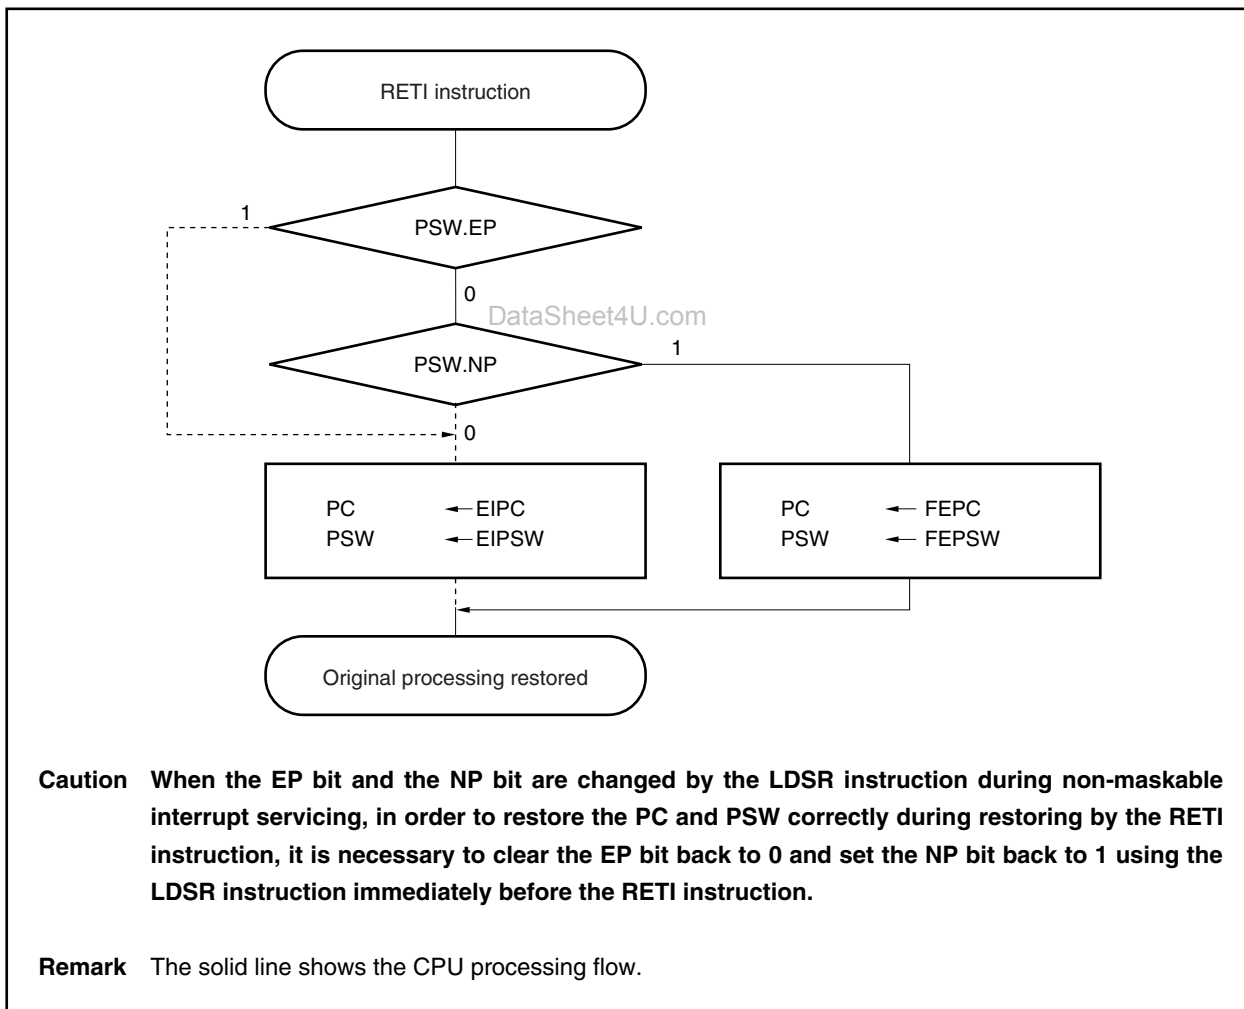 RETI instruction
1
PSW.EP
0
DataSheet4U.com
PSW.NP
1
0
PC ← EIPC
PSW ← EIPSW
PC ← FEPC
PSW ← FEPSW
Original processing restored
Caution When the EP bit and the NP bit are changed by the LDSR instruction during non-maskable
interrupt servicing, in order to restore the PC and PSW correctly during restoring by the RETI
instruction, it is necessary to clear the EP bit back to 0 and set the NP bit back to 1 using the
LDSR instruction immediately before the RETI instruction.
Remark The solid line shows the CPU processing flow.